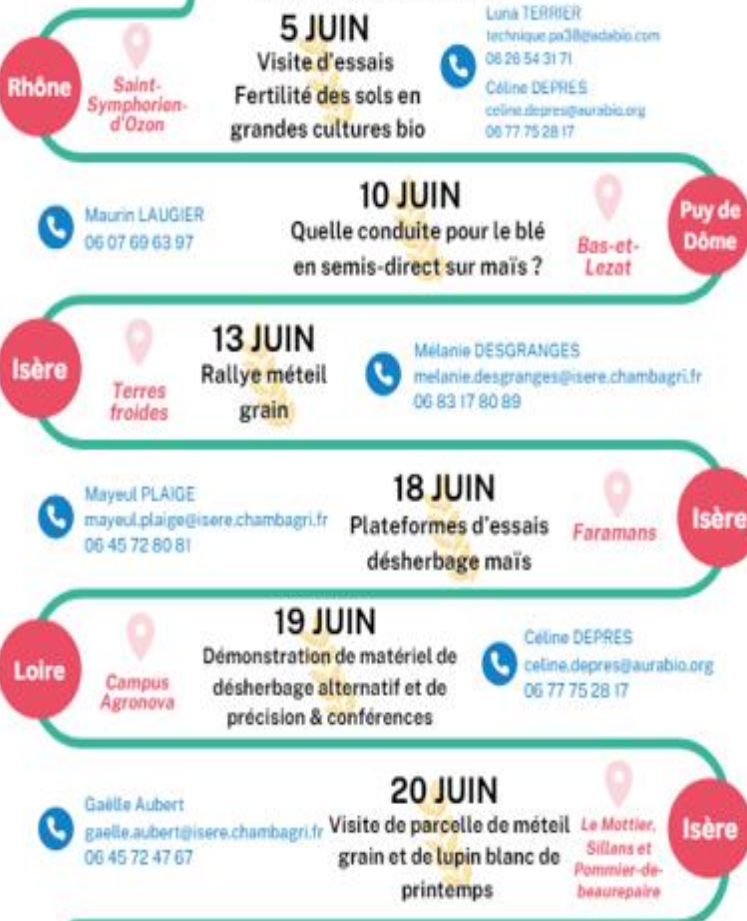 5 JUIN
Visite d'essais
Fertilité des sols en
grandes cultures bio
Rhône
Saint-
Symphorien-
d'Ozon
Luna TERRIER
technique.pa38@adabio.com
06 26 54 31 71
Céline DEPRES
celine.depres@aurabio.org
06 77 75 28 17
Maurin LAUGIER
06 07 69 63 97
10 JUIN
Quelle conduite pour le blé
en semis-direct sur maïs ?
Bas-et-
Lezat
Puy de
Dôme
Isère
Terres
froides
13 JUIN
Rallye méteil
grain
Mélanie DESGRANGES
melanie.desgranges@isere.chambagri.fr
06 83 17 80 89
Mayeul PLAIGE
mayeul.plaige@isere.chambagri.fr
06 45 72 80 81
18 JUIN
Plateformes d'essais
désherbage maïs
Faramans
Isère
Loire
Campus
Agronova
19 JUIN
Démonstration de matériel de
désherbage alternatif et de
précision & conférences
Céline DEPRES
celine.depres@aurabio.org
06 77 75 28 17
Gaëlle Aubert
gaelle.aubert@isere.chambagri.fr
06 45 72 47 67
20 JUIN
Visite de parcelle de méteil
grain et de lupin blanc de
printemps
Le Mottier,
Sillans et
Pommier-de-
beaurepaire
Isère